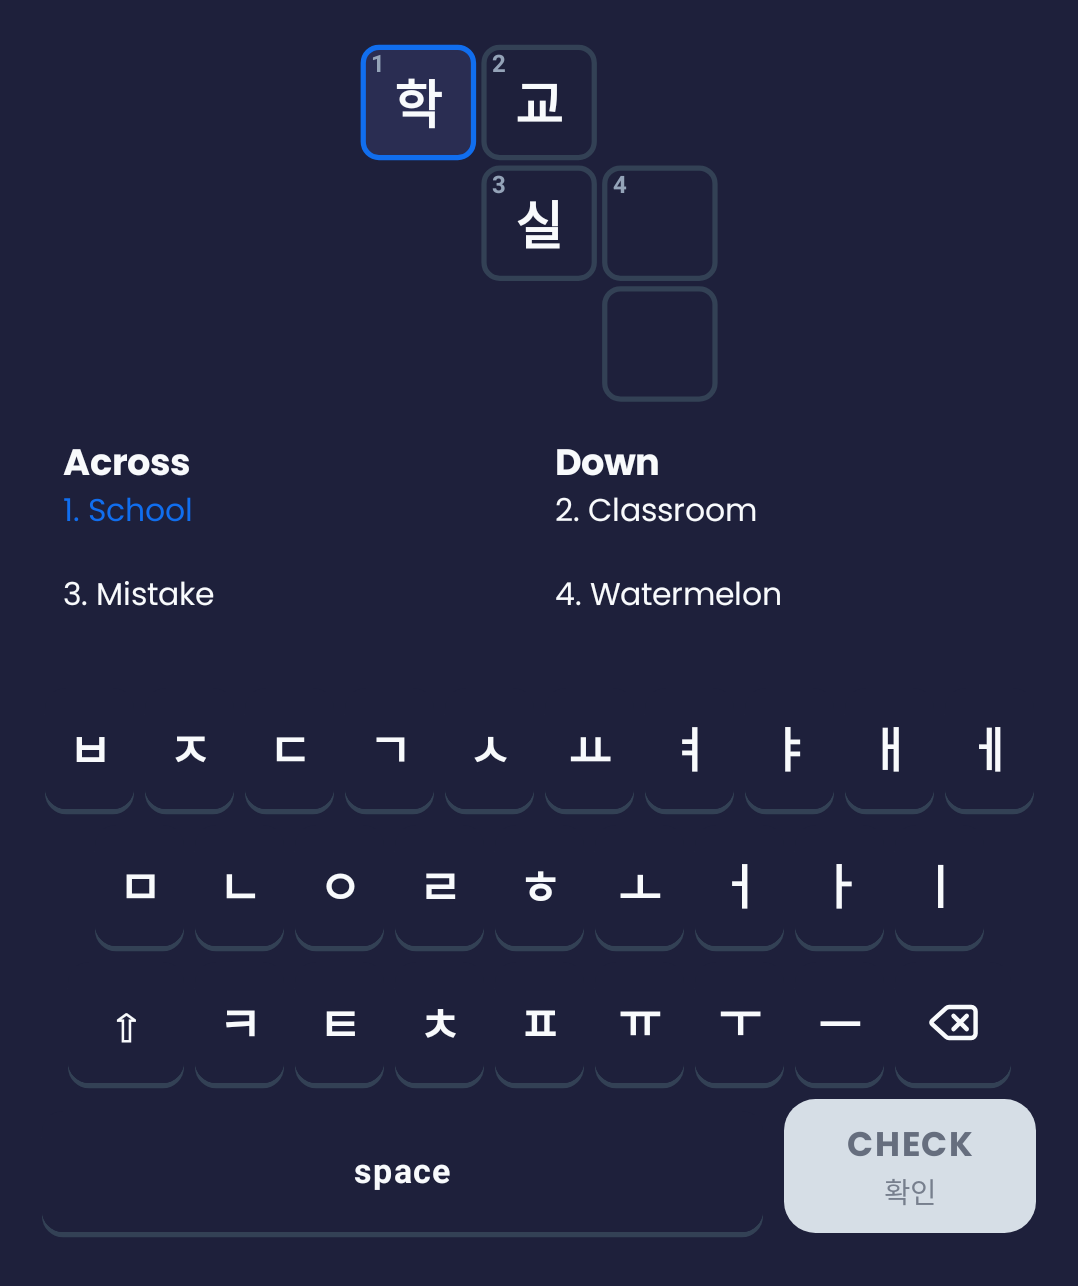 1 학 2 교
3 실 4
Across
1. School
3. Mistake
Down
2. Classroom
4. Watermelon
ㅂ ㅈ ㄷ ㄱ ㅅ ㅛ ㅕ ㅑ ㅐ ㅔ
ㅁ ㄴ ㅇ ㄹ ㅎ ㅗ ㅓ ㅏ ㅣ
⇧ ㅋ ㅌ ㅊ ㅍ ㅠ ㅜ ㅡ
space
CHECK
확인